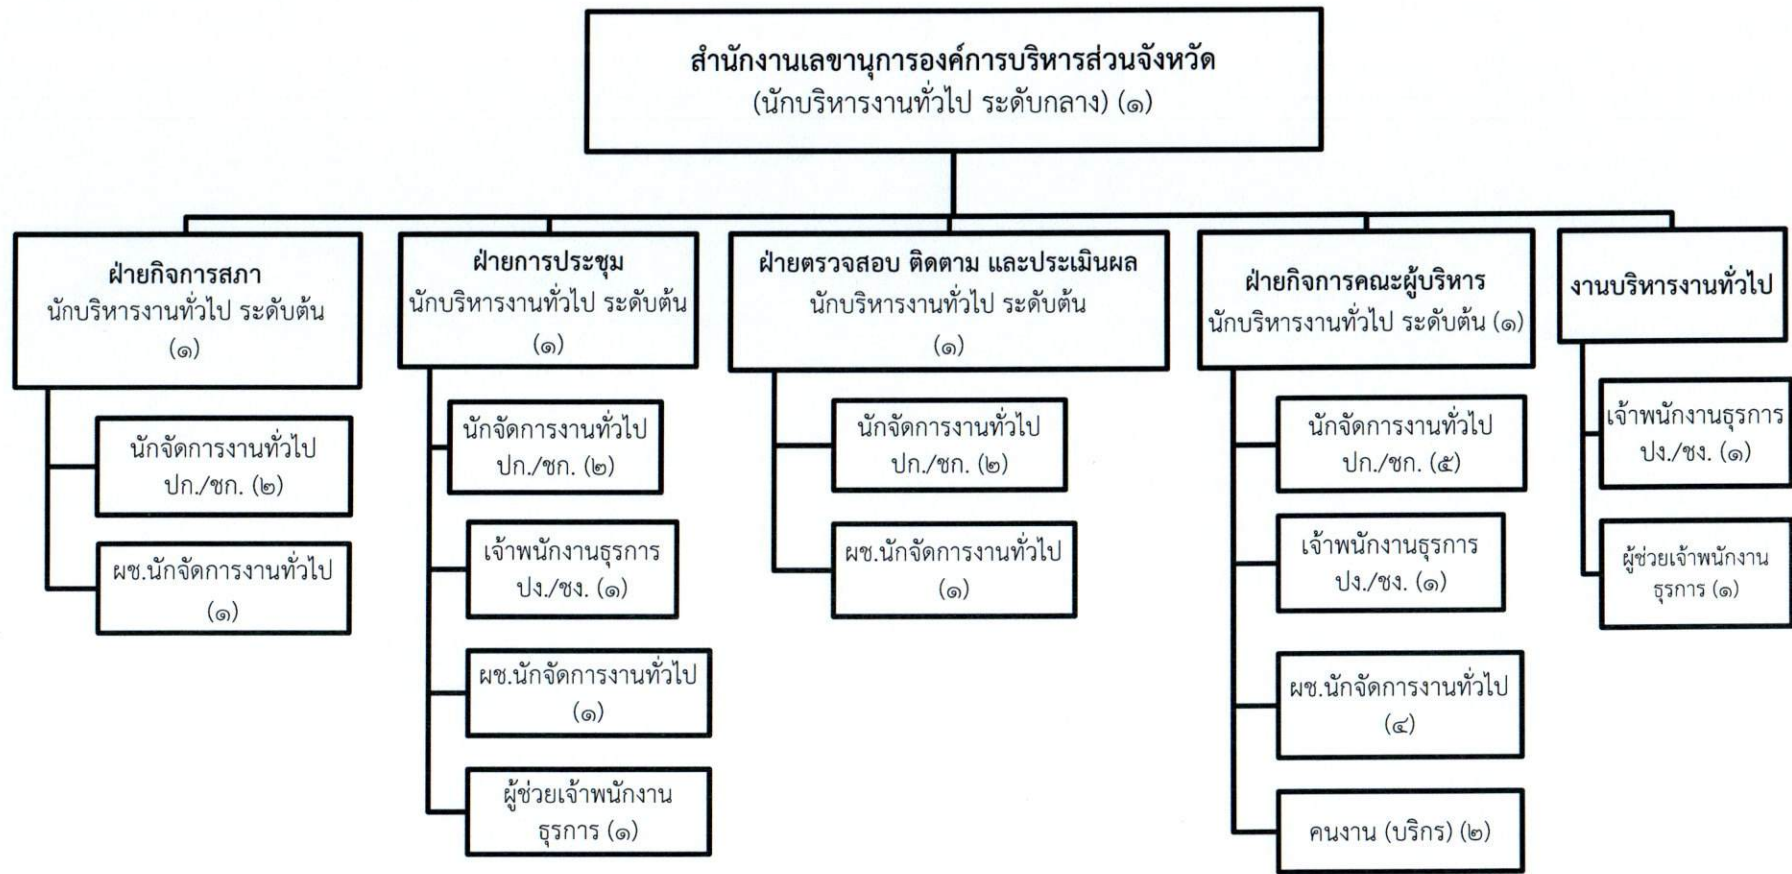 สำนักงานเลขานุการองค์การบริหารส่วนจังหวัด
(นักบริหารงานทั่วไป ระดับกลาง) (๑)
ฝ่ายกิจการสภา
นักบริหารงานทั่วไป ระดับต้น
(๑)
นักจัดการงานทั่วไป
ปก./ชก. (๒)
ผช.นักจัดการงานทั่วไป
(๑)
ฝ่ายการประชุม
นักบริหารงานทั่วไป ระดับต้น
(๑)
นักจัดการงานทั่วไป
ปก./ชก. (๒)
เจ้าพนักงานธุรการ
ปง./ชง. (๑)
ผช.นักจัดการงานทั่วไป
(๑)
ผู้ช่วยเจ้าพนักงาน
ธุรการ (๑)
ฝ่ายตรวจสอบ ติดตาม และประเมินผล
นักบริหารงานทั่วไป ระดับต้น
(๑)
นักจัดการงานทั่วไป
ปก./ชก. (๒)
ผช.นักจัดการงานทั่วไป
(๑)
ฝ่ายกิจการคณะผู้บริหาร
นักบริหารงานทั่วไป ระดับต้น (๑)
นักจัดการงานทั่วไป
ปก./ชก. (๕)
เจ้าพนักงานธุรการ
ปง./ชง. (๑)
ผช.นักจัดการงานทั่วไป
(๔)
คนงาน (บริกร) (๒)
งานบริหารงานทั่วไป
เจ้าพนักงานธุรการ
ปง./ชง. (๑)
ผู้ช่วยเจ้าพนักงาน
ธุรการ (๑)